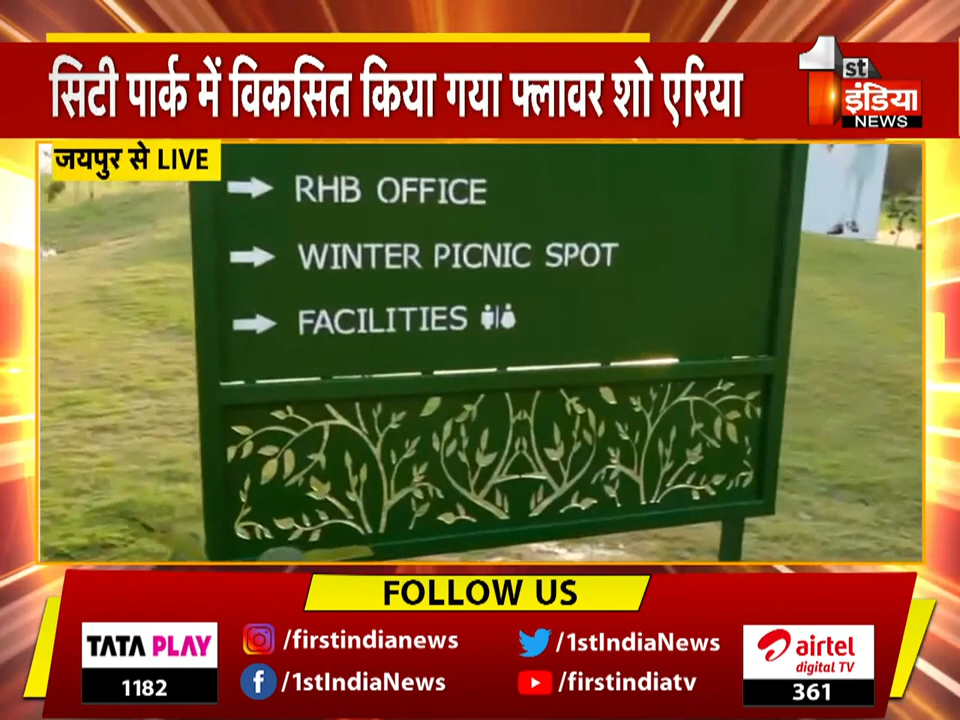 सिटी पार्क में विकसित किया गया फ्लावर शो एरिया
1st
इंडिया
NEWS
जयपुर से LIVE
RHB OFFICE
WINTER PICNIC SPOT
FACILITIES
FOLLOW US
TATA PLAY
1182
/firstindianews
/1stIndiaNews
/1stIndiaNews
/firstindiatv
airtel
digital TV
361